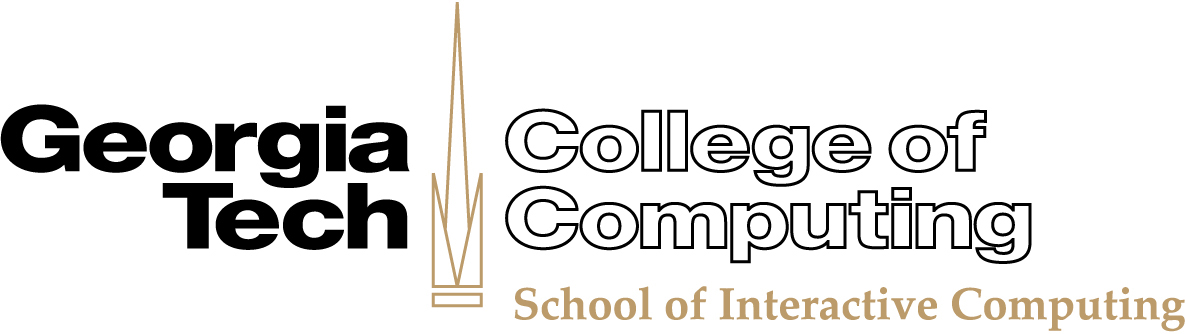 Georgia
Tech
College of
Computing
School of Interactive Computing